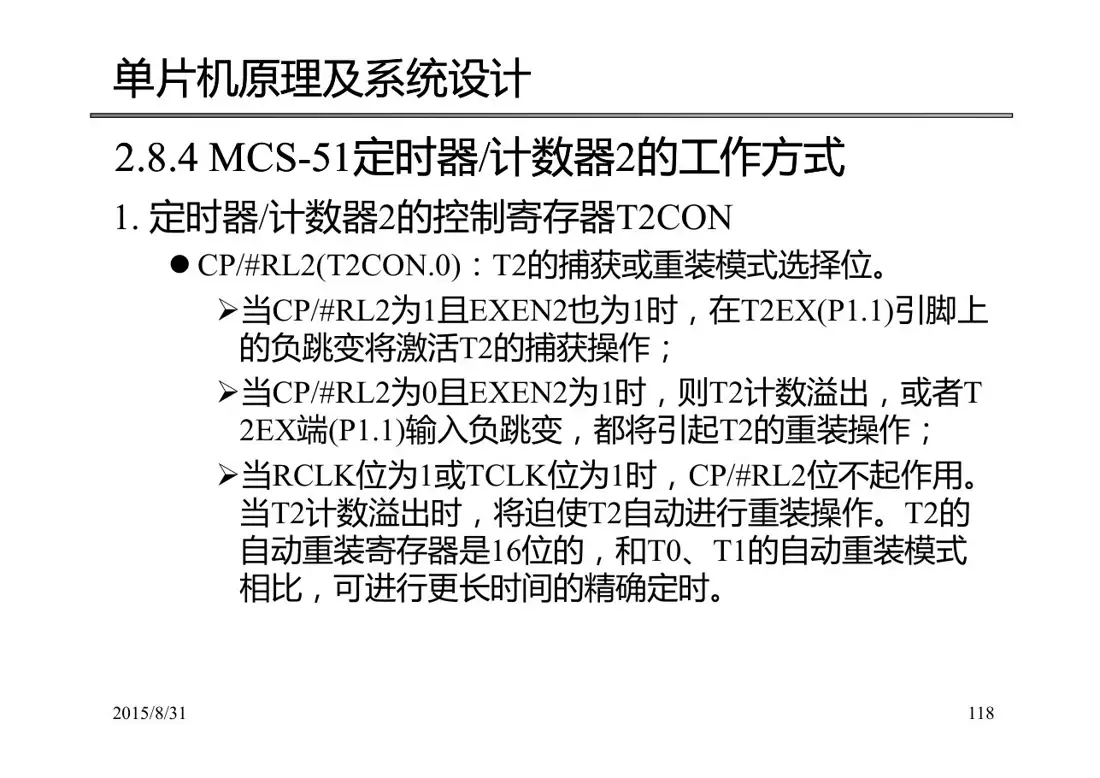 单片机原理及系统设计
2.8.4 MCS-51定时器/计数器2的工作方式
1. 定时器/计数器2的控制寄存器T2CON
●CP/#RL2(T2CON.0)：T2的捕获或重装模式选择位。
➢当CP/#RL2为1且EXEN2也为1时，在T2EX(P1.1)引脚上
的负跳变将激活T2的捕获操作；
➢当CP/#RL2为0且EXEN2为1时，则T2计数溢出，或者T
2EX端(P1.1)输入负跳变，都将引起T2的重装操作；
➢当RCLK位为1或TCLK位为1时，CP/#RL2位不起作用。
当T2计数溢出时，将迫使T2自动进行重装操作。T2的
自动重装寄存器是16位的，和T0、T1的自动重装模式
相比，可进行更长时间的精确定时。
2015/8/31
118